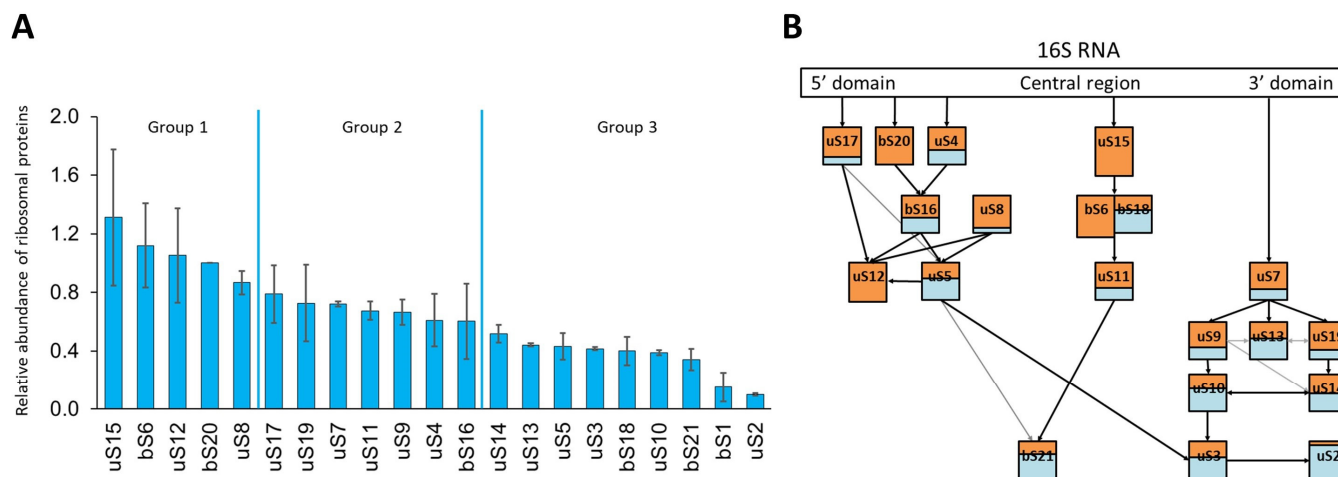 A
B
Relative abundance of ribosomal proteins
2.0
1.6
1.2
0.8
0.4
0.0
Group 1
Group 2
Group 3
uS15
bS6
uS12
bS20
uS8
uS17
uS19
uS7
uS11
uS9
uS4
bS16
uS14
uS13
uS5
uS3
bS18
uS10
bS21
bS1
uS2
16S RNA
5' domain Central region 3' domain
uS17 bS20 uS4 uS15
bS16 uS8 bS6 bS18
uS12 uS5 uS11 uS7
uS9 uS13 uS19
uS10 uS14
bS21 uS3 uS2